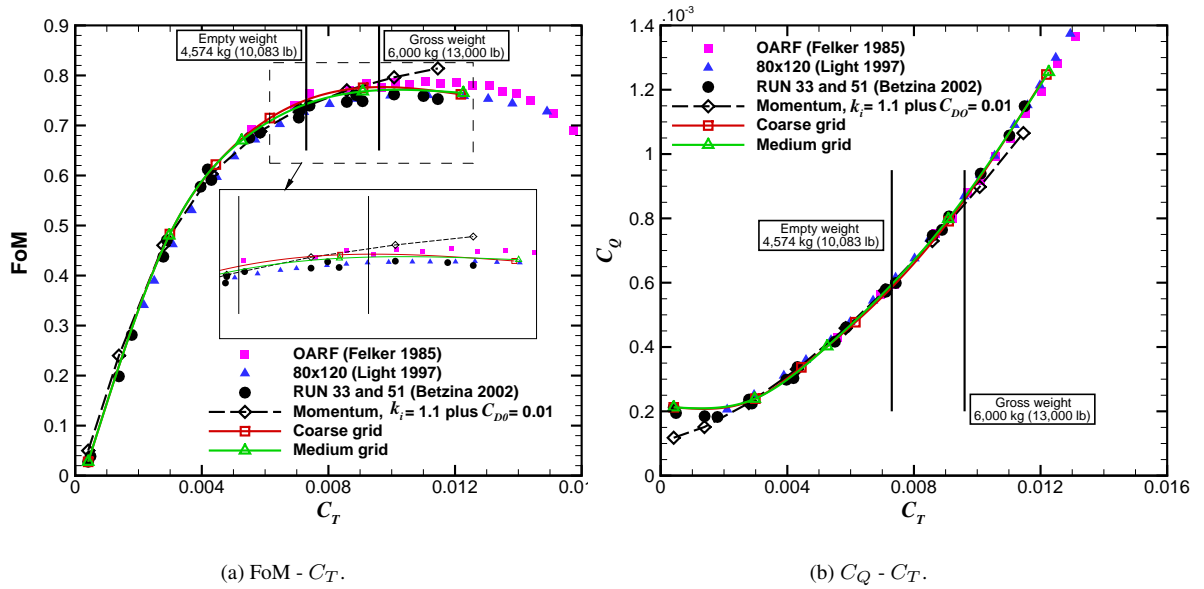 Empty weight
4,574 kg (10,083 lb)
Gross weight
6,000 kg (13,000 lb)
0.9
0.8
0.7
0.6
0.5
0.4
0.3
0.2
0.1
0
FoM
OARF (Felker 1985)
80x120 (Light 1997)
RUN 33 and 51 (Betzina 2002)
Momentum, k_i= 1.1 plus C_D0= 0.01
Coarse grid
Medium grid
0.004 0.008 0.012 0.01
C_T
(a) FoM - C_T.
1.4 ×10^-3
1.2
1
0.8
0.6
0.4
0.2
0
C_Q
OARF (Felker 1985)
80x120 (Light 1997)
RUN 33 and 51 (Betzina 2002)
Momentum, k_i= 1.1 plus C_D0= 0.01
Coarse grid
Medium grid
Empty weight
4,574 kg (10,083 lb)
Gross weight
6,000 kg (13,000 lb)
0 0.004 0.008 0.012 0.016
C_T
(b) C_Q - C_T.